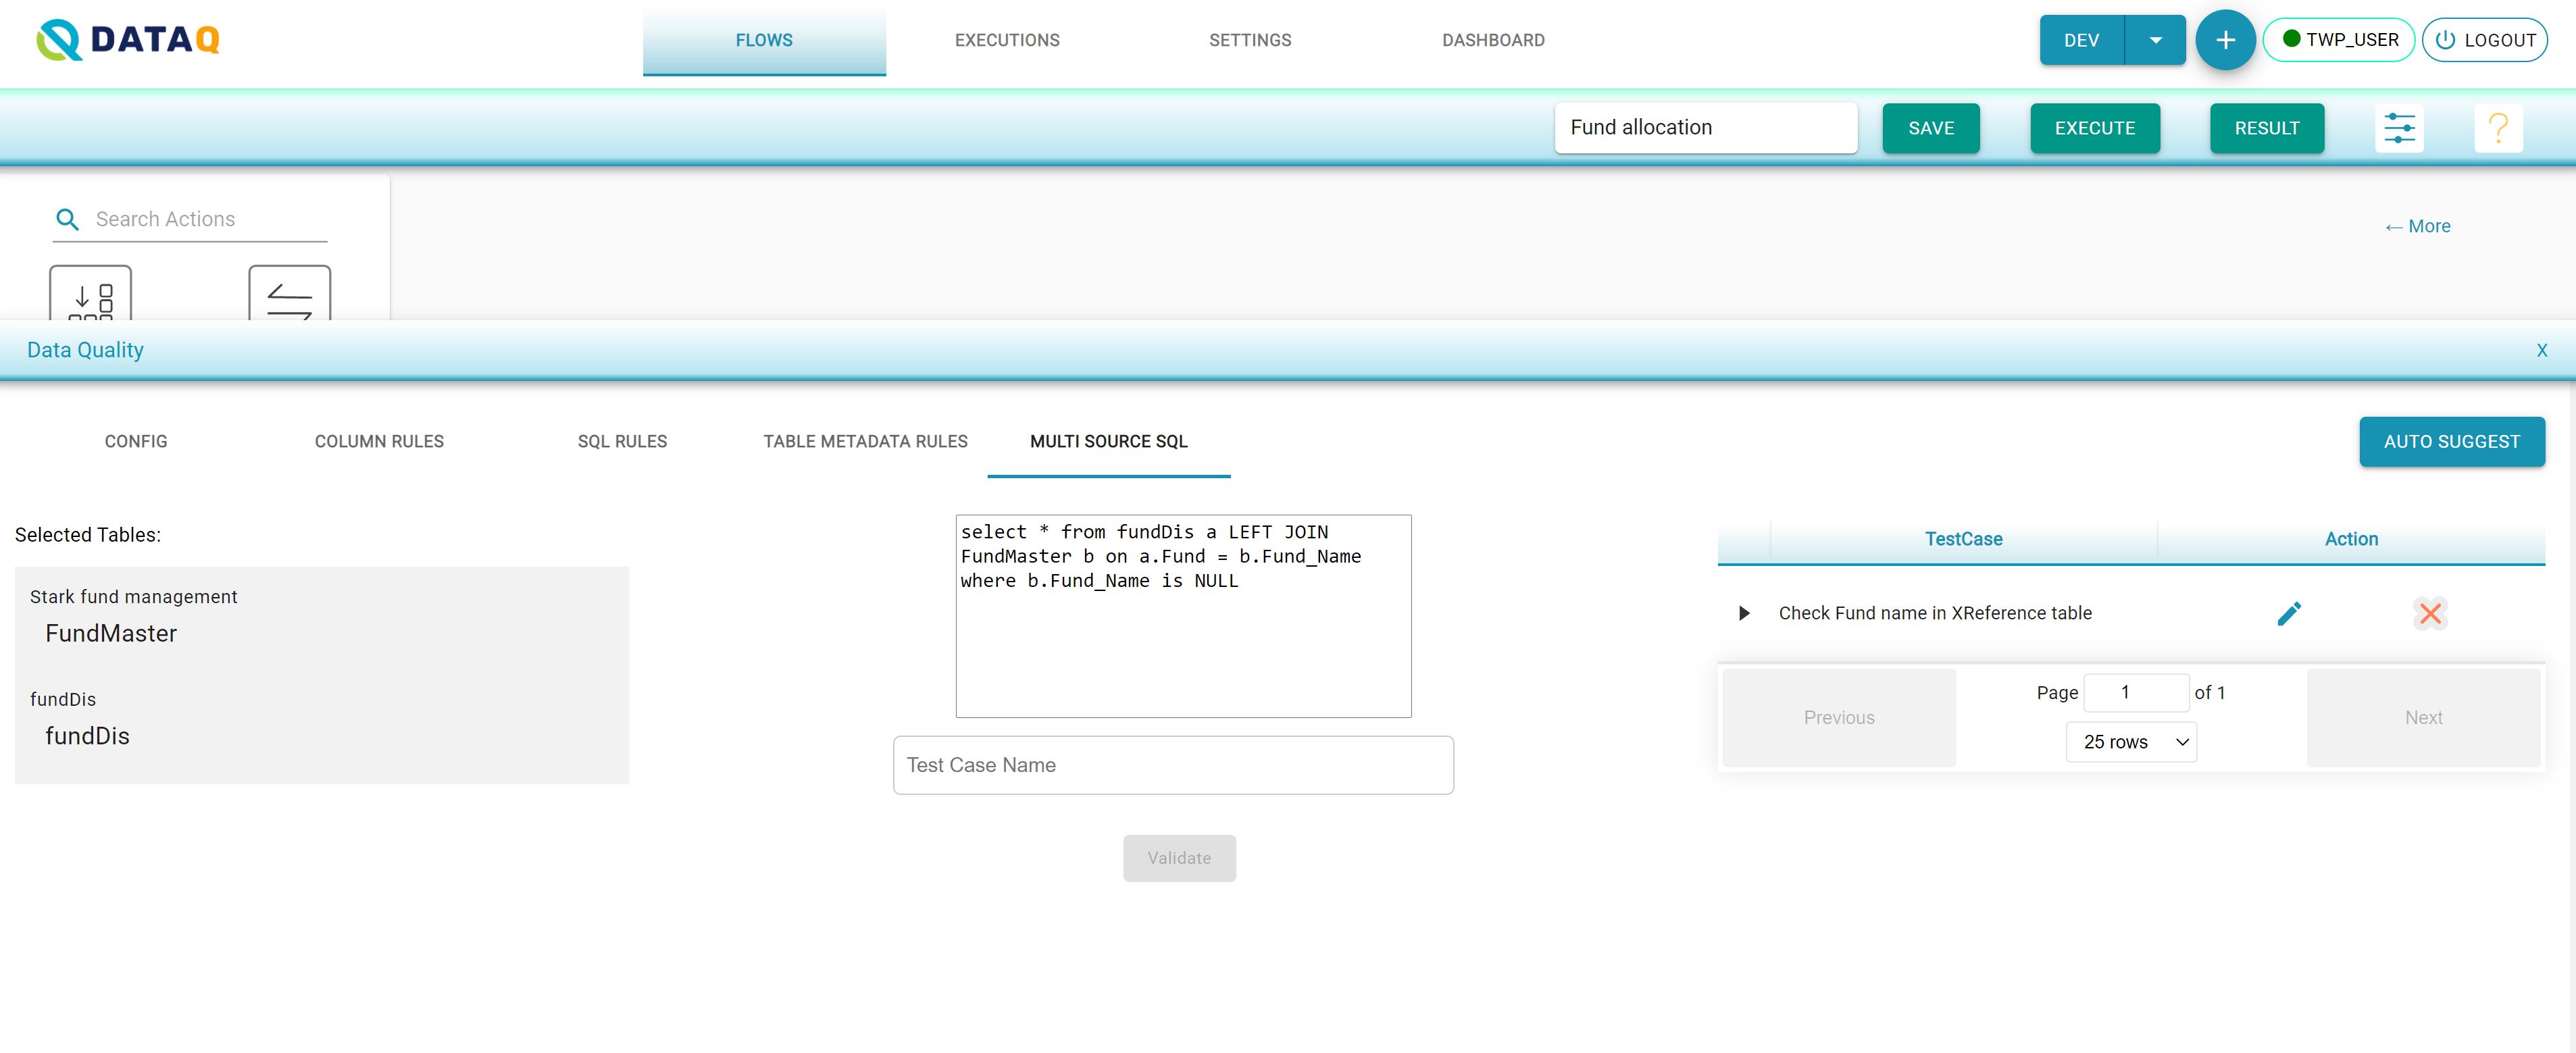 DATAQ
FLOWS
EXECUTIONS
SETTINGS
DASHBOARD
DEV
+
TWP_USER
LOGOUT
Fund allocation
SAVE
EXECUTE
RESULT
?
Search Actions
← More
Data Quality
X
CONFIG
COLUMN RULES
SQL RULES
TABLE METADATA RULES
MULTI SOURCE SQL
AUTO SUGGEST
Selected Tables:
Stark fund management
FundMaster
fundDis
fundDis
select * from fundDis a LEFT JOIN
FundMaster b on a.Fund = b.Fund_Name
where b.Fund_Name is NULL
Test Case Name
Validate
TestCase
Action
Check Fund name in XReference table
Previous
Page 1 of 1
25 rows
Next